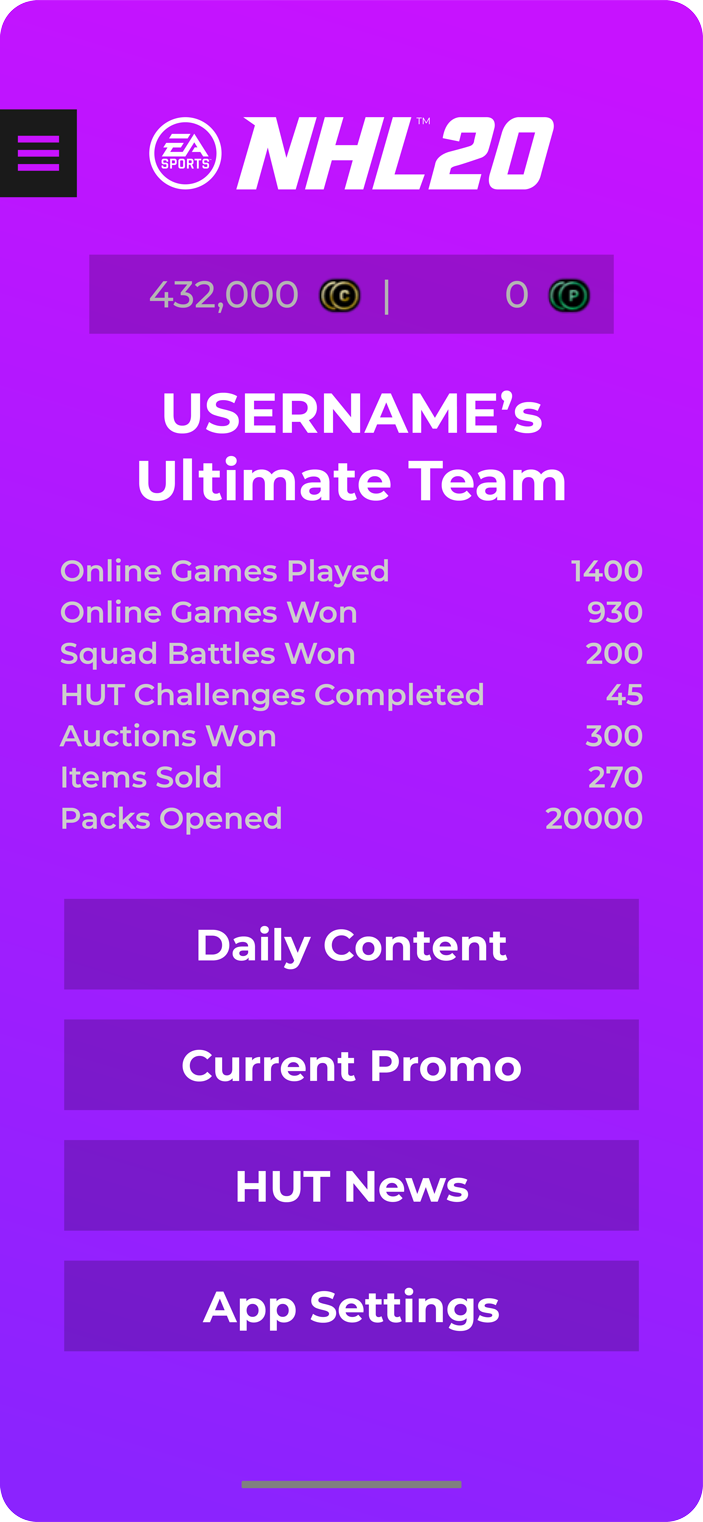 EA
SPORTS™
NHL™20
432,000 C | 0 P
USERNAME’s
Ultimate Team
Online Games Played 1400
Online Games Won 930
Squad Battles Won 200
HUT Challenges Completed 45
Auctions Won 300
Items Sold 270
Packs Opened 20000
Daily Content
Current Promo
HUT News
App Settings